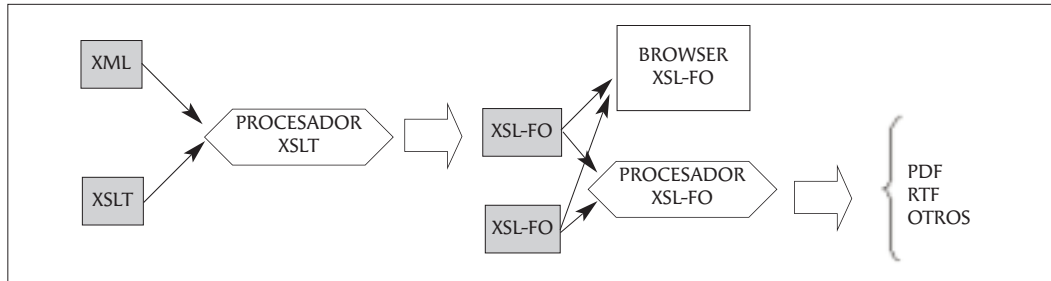 XML
XSLT
PROCESADOR
XSLT
XSL-FO
XSL-FO
BROWSER
XSL-FO
PROCESADOR
XSL-FO
PDF
RTF
OTROS